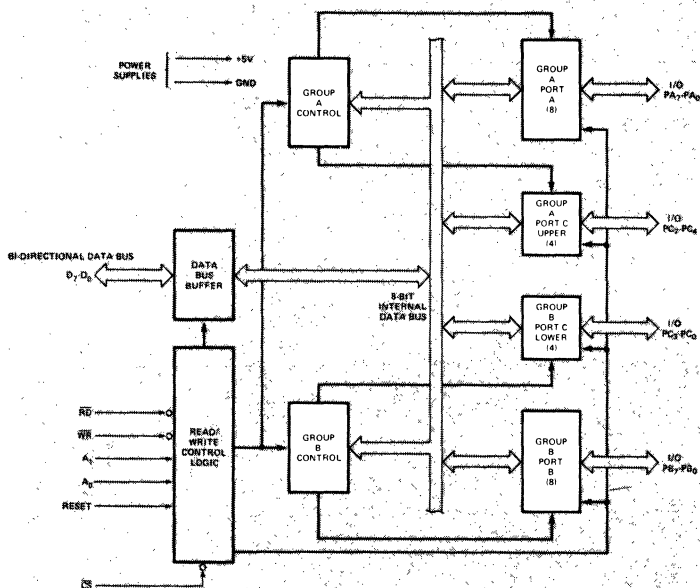 POWER
SUPPLIES
+5V
GND
GROUP
A
CONTROL
GROUP
A
PORT
A
(8)
I/O
PA7-PA0
GROUP
A
PORT C
UPPER
(4)
I/O
PC7-PC4
BI-DIRECTIONAL DATA BUS
D7-D0
DATA
BUS
BUFFER
8-BIT
INTERNAL
DATA BUS
GROUP
B
PORT C
LOWER
(4)
I/O
PC3-PC0
RD
WR
A1
A0
RESET
READ/
WRITE
CONTROL
LOGIC
GROUP
B
CONTROL
GROUP
B
PORT
B
(8)
I/O
PB7-PB0
CS